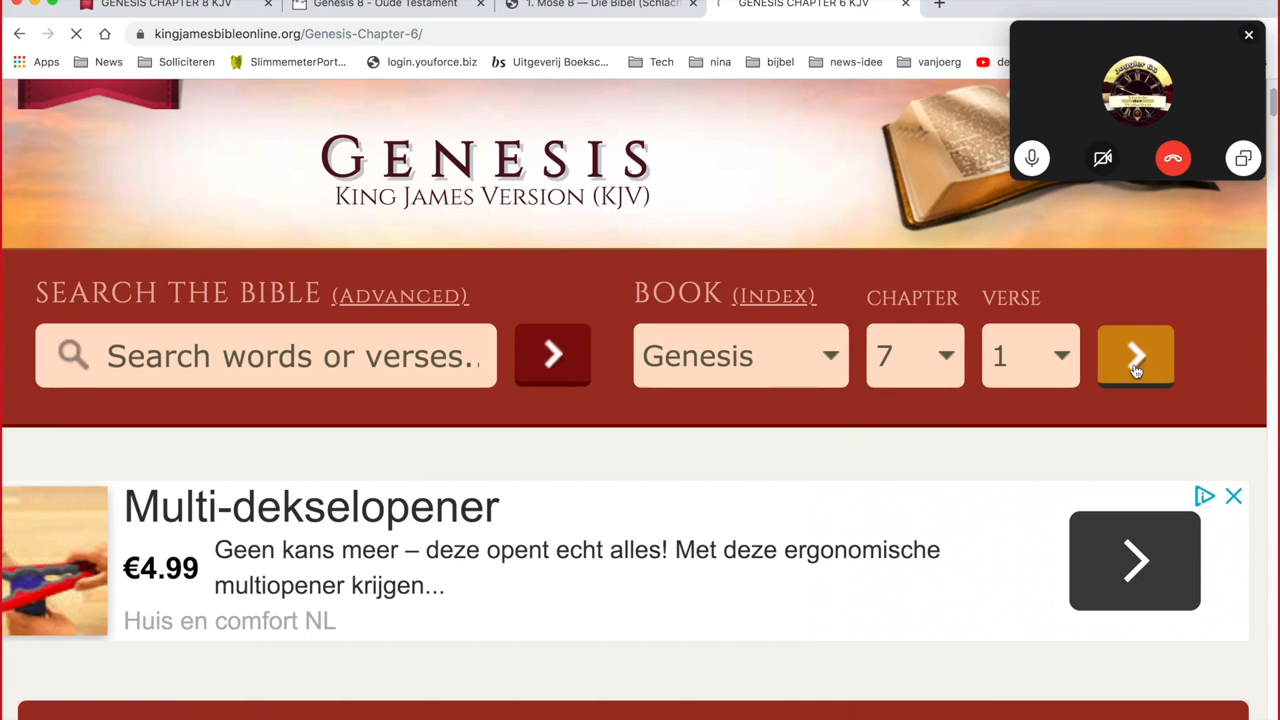 GENESIS CHAPTER 8 KJV
Genesis 8 - Oude Testament
1. Mose 8 — Die Bibel (Schlach
GENESIS CHAPTER 6 KJV
kingjamesbibleonline.org/Genesis-Chapter-6/
Apps
News
Solliciteren
SlimmemeterPort...
login.youforce.biz
bs Uitgeverij Boeksc...
Tech
nina
bijbel
news-idee
vanjoerg
de
Juggler 66
GENESIS
KING JAMES VERSION (KJV)
SEARCH THE BIBLE (ADVANCED)
BOOK (INDEX)
CHAPTER
VERSE
Search words or verses..
Genesis
7
1
Multi-dekselopener
€4.99
Geen kans meer – deze opent echt alles! Met deze ergonomische
multiopener krijgen...
Huis en comfort NL